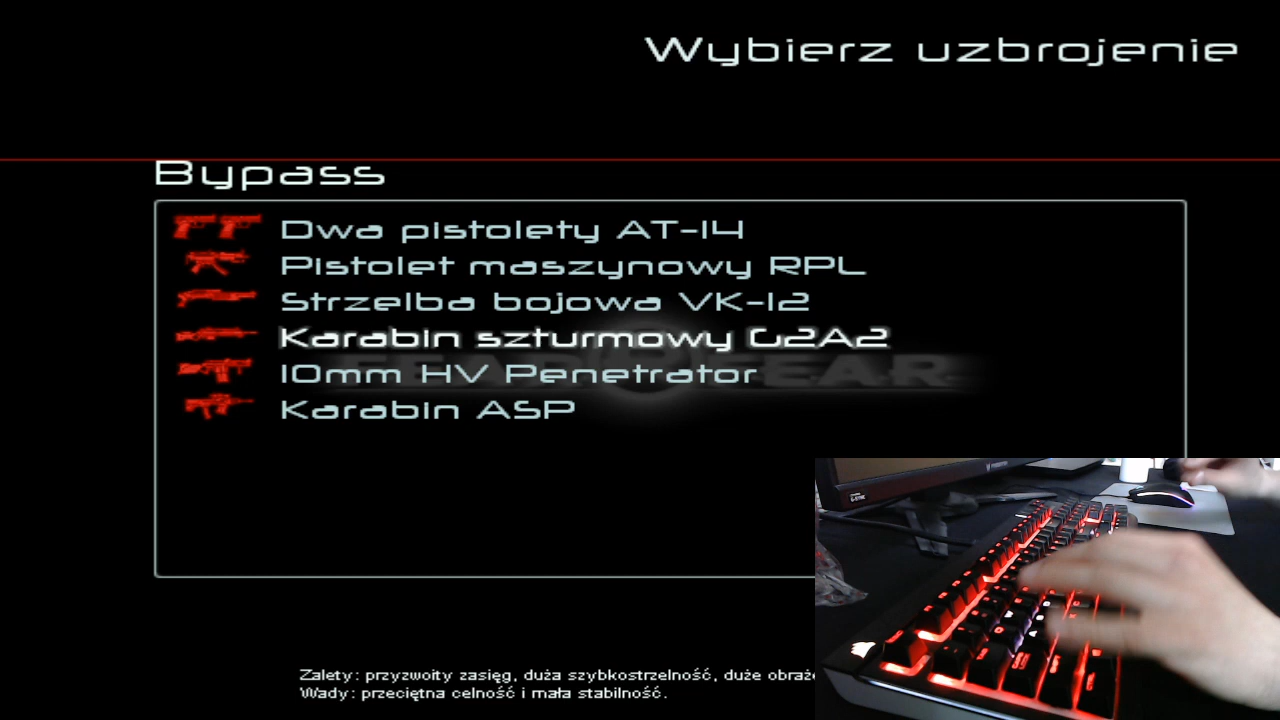 Wybierz uzbrojenie
Bypass
Dwa pistolety AT-14
Pistolet maszynowy RPL
Strzelba bojowa VK-12
Karabin szturmowy G2A2
10mm HV Penetrator
Karabin ASP
Zalety: przyzwoity zasięg, duża szybkostrzelność, duże
Wady: przeciętna celność i mała stabilność.